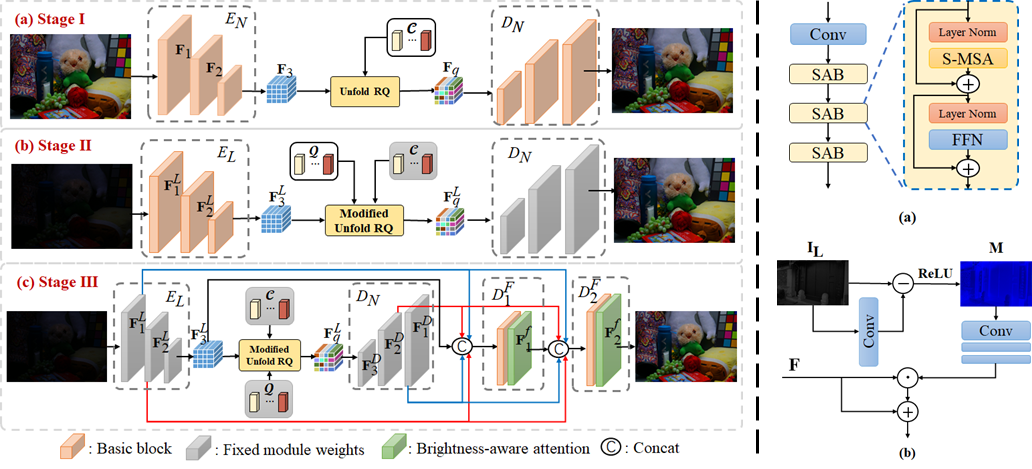 (a) Stage I
E_N
F_1
F_2
F_3
C
...
Unfold RQ
F_q
D_N
(b) Stage II
E_L
F_1^L
F_2^L
F_3^L
Q
...
C
...
Modified
Unfold RQ
F_q^L
D_N
(c) Stage III
E_L
F_1^L
F_2^L
F_3^L
C
...
Modified
Unfold RQ
Q
...
F_q^L
D_N
F_3^D
F_2^D
F_1^D
C
D_1^F
F_1^f
C
D_2^F
F_2^f
: Basic block
: Fixed module weights
: Brightness-aware attention
C : Concat
Conv
SAB
SAB
SAB
Layer Norm
S-MSA
+
Layer Norm
FFN
+
(a)
I_L
Conv
−
ReLU
M
Conv
F
·
+
(b)